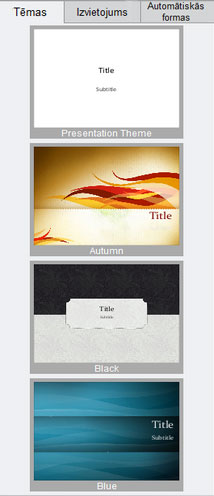 Tēmas
Izvietojums
Automātiskās
formas
Title
Subtitle
Presentation Theme
Title
Autumn
Title
Subtitle
Black
Title
Subtitle
Blue